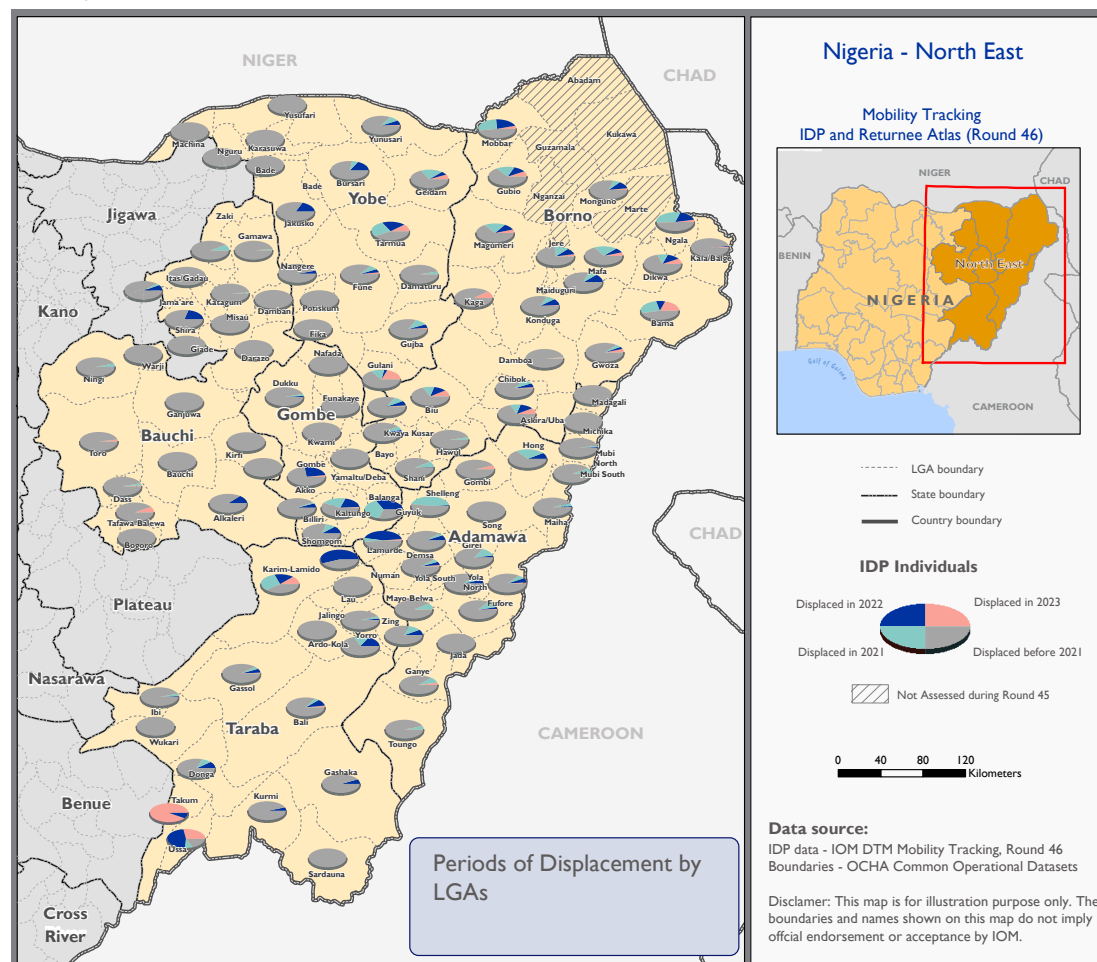 NIGER
CHAD
Abadam
Yusufari
Kukawa
Machina
Karasuwa
Yunusari
Mobbar
Guzamala
Nguru
Bade
Bade
Bursari
Geidam
Gubio
Nganzai
Monguno
Marte
Yobe
Borno
Jigawa
Zaki
Jakusko
Tarmua
Magumeri
Ngala
Gamawa
Jere
Mafa
Kala/Balge
Itas/Gadau
Nangere
Fune
Damaturu
Dikwa
Maiduguri
Jama'are
Katagum
Damban
Potiskum
Kaga
Konduga
Bama
Kano
Shira
Misau
Fika
Gujba
Giade
Darazo
Nafada
Damboa
Gwoza
Warji
Ningi
Gulani
Dukku
Funakaye
Chibok
Madagali
Gombe
Biu
Ganjuwa
Askira/Uba
Michika
Bauchi
Kwami
Kwaya Kusar
Toro
Kirfi
Bayo
Hawul
Hong
Mubi
North
Bauchi
Gombe
Yamaltu/Deba
Shani
Gombi
Mubi South
Akko
Dass
Balanga
Shelleng
Tafawa-Balewa
Alkaleri
Billiri
Kaltungo
Guyuk
Song
Maiha
Bogoro
Shomgom
Adamawa
Lamurde
Demsa
Girei
Karim-Lamido
Numan
Yola South
Yola
North
Plateau
Lau
Mayo-Belwa
Fufore
Jalingo
Zing
Yorro
Ardo-Kola
Jada
Nasarawa
Gassol
Ganye
Ibi
Bali
Wukari
Taraba
Toungo
CAMEROON
CHAD
Donga
Gashaka
Benue
Takum
Kurmi
Ussa
Sardauna
Cross
River
Periods of Displacement by
LGAs
Nigeria - North East
Mobility Tracking
IDP and Returnee Atlas (Round 46)
NIGER
CHAD
BENIN
North East
NIGERIA
Gulf of Guinea
CAMEROON
LGA boundary
State boundary
Country boundary
IDP Individuals
Displaced in 2022
Displaced in 2023
Displaced in 2021
Displaced before 2021
Not Assessed during Round 45
0 40 80 120
Kilometers
Data source:
IDP data - IOM DTM Mobility Tracking, Round 46
Boundaries - OCHA Common Operational Datasets
Disclamer: This map is for illustration purpose only. The
boundaries and names shown on this map do not imply
offcial endorsement or acceptance by IOM.